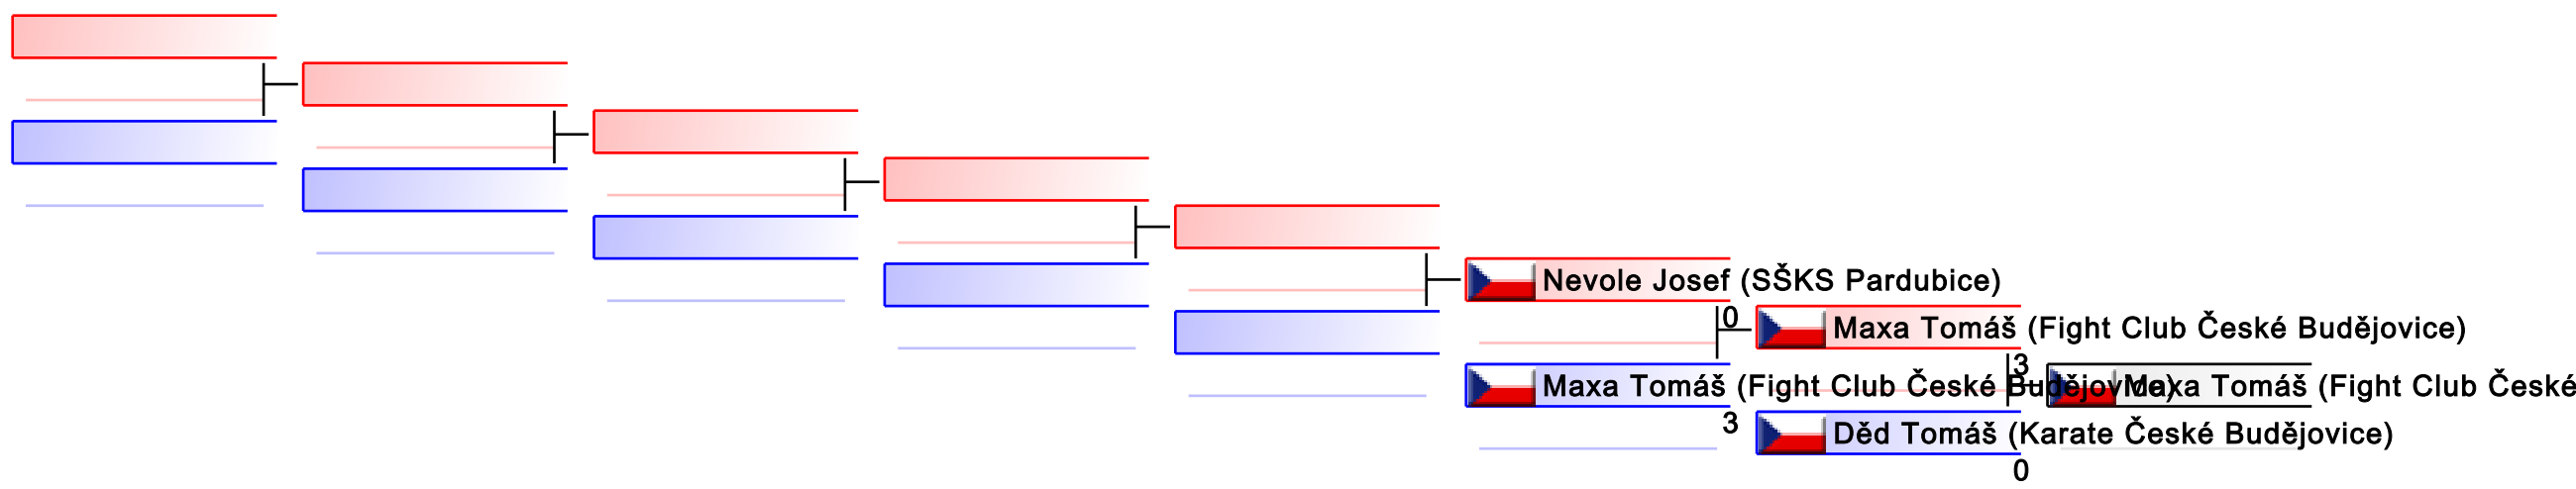 Nevole Josef (SŠKS Pardubice)
0
Maxa Tomáš (Fight Club České Budějovice)
3
Maxa Tomáš (Fight Club České Budějovice)
3
Děd Tomáš (Karate České Budějovice)
0
Maxa Tomáš (Fight Club České